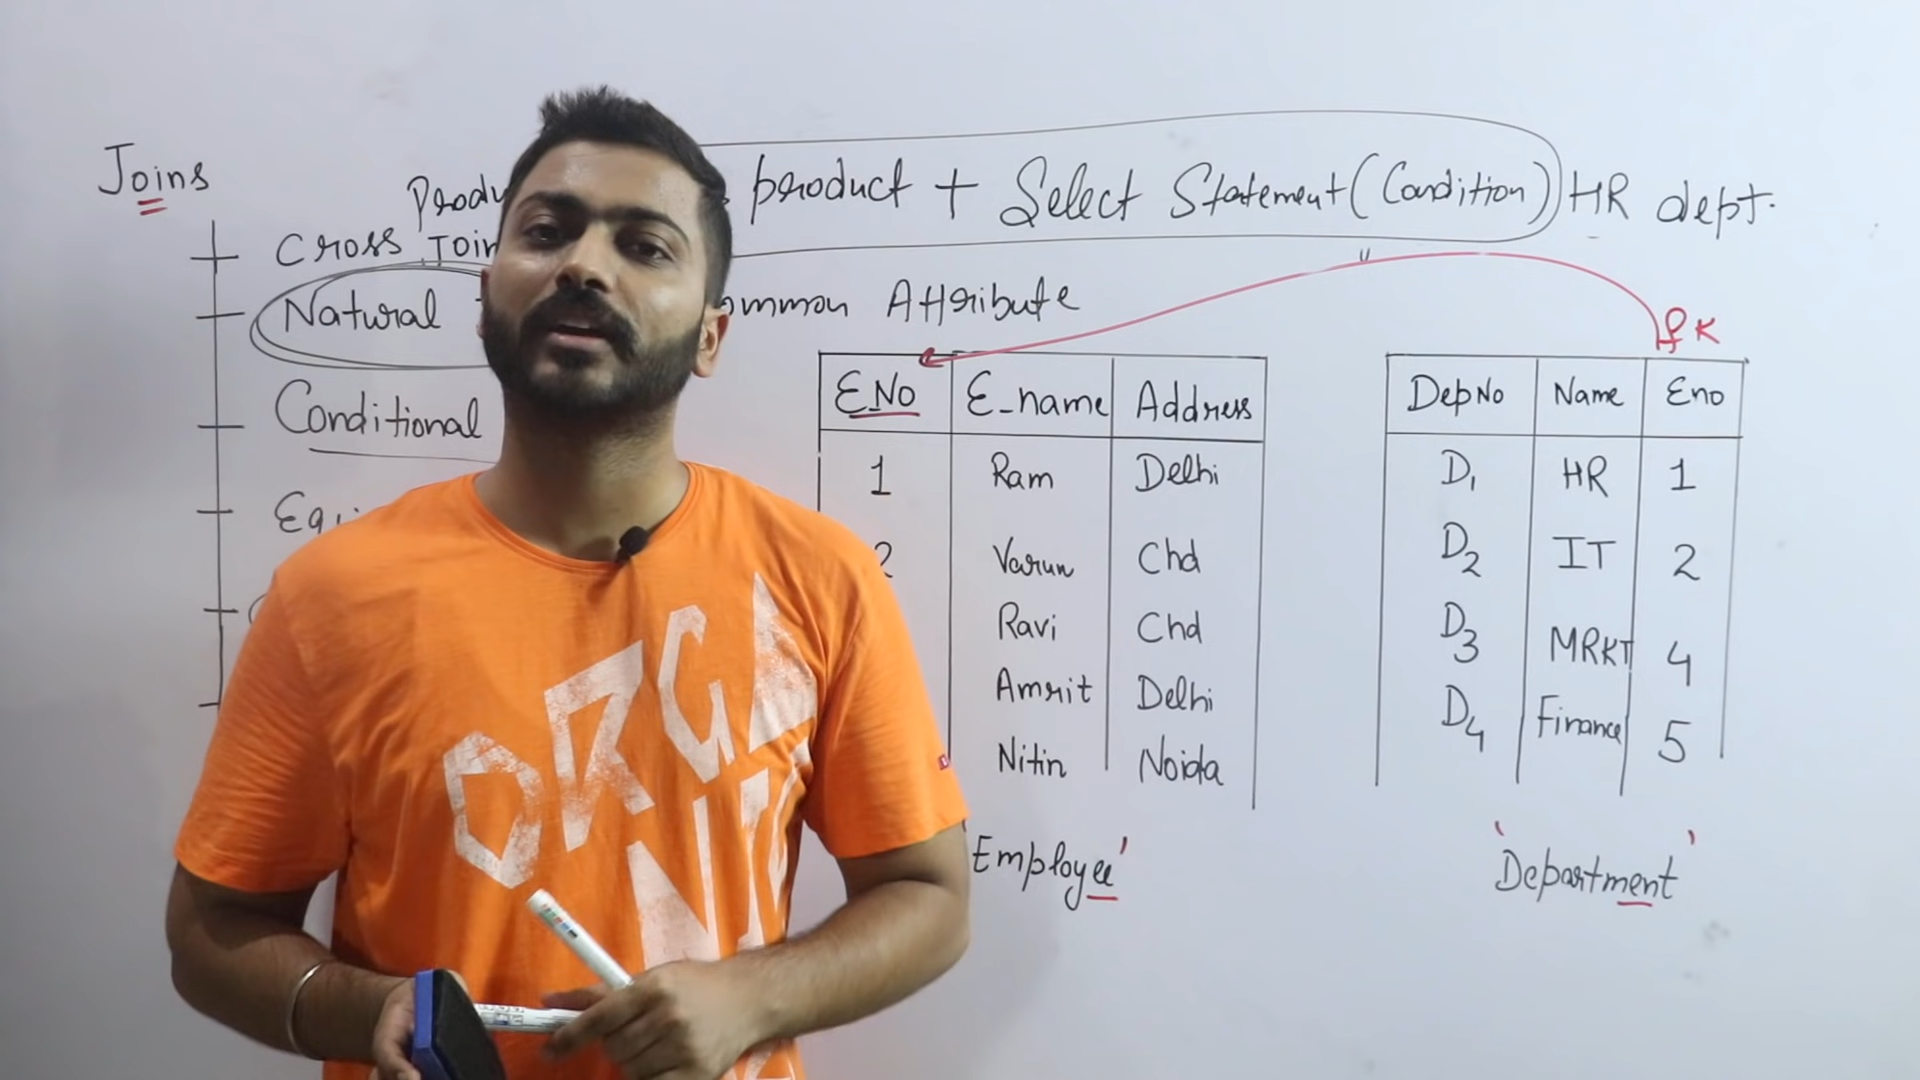 Joins
product + Select Statement (Condition) HR dept.
Cross Join
Natural
Attribute
Conditional
fK
E_No E_name Address
1 Ram Delhi
2 Varun Chd
Ravi Chd
Amrit Delhi
Nitin Noida
Employee'
DepNo Name Eno
D1 HR 1
D2 IT 2
D3 MRKT 4
D4 Finance 5
'Department'
ORGA